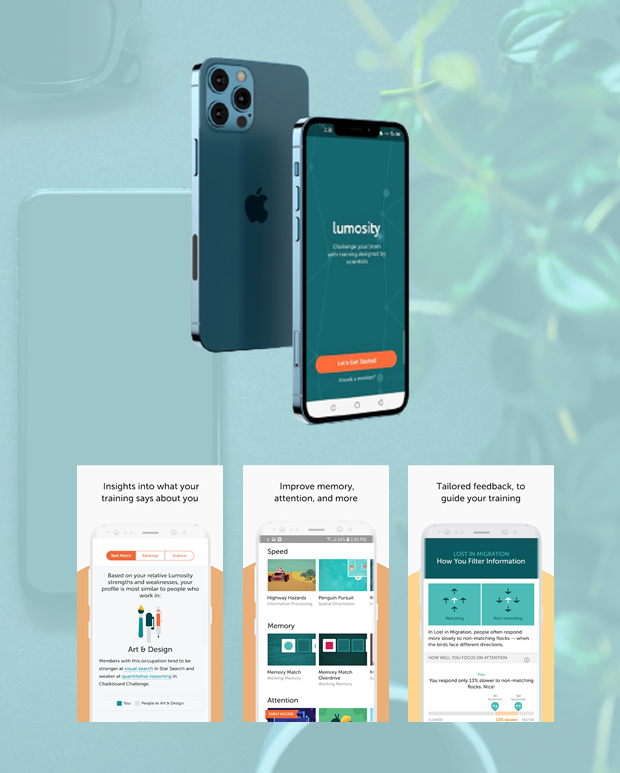 lumosity
Challenge your brain
with training designed by
scientists
Let's Get Started
Already a member?
Insights into what your
training says about you
Best Match
Rankings
Science
Based on your relative Lumosity
strengths and weaknesses, your
profile is most similar to people who
work in:
Art & Design
Members with this occupation tend to be
stronger at visual search in Star Search and
weaker at quantitative reasoning in
Chalkboard Challenge.
You
People in Art & Design
Improve memory,
attention, and more
2:45 PM
Speed
Highway Hazards
Information Processing
Penguin Pursuit
Spatial Orientation
Memory
Memory Match
Working Memory
Memory Match
Overdrive
Working Memory
Attention
EARLY ACCESS
Tailored feedback, to
guide your training
LOST IN MIGRATION
How You Filter Information
Matching
Non-matching
In Lost in Migration, people often respond
more slowly to non-matching flocks — when
the birds face different directions.
HOW WELL YOU FOCUS ON ATTENTION
You
You respond only 13% slower to non-matching
flocks. Nice!
SLOWER
13% slower
FASTER